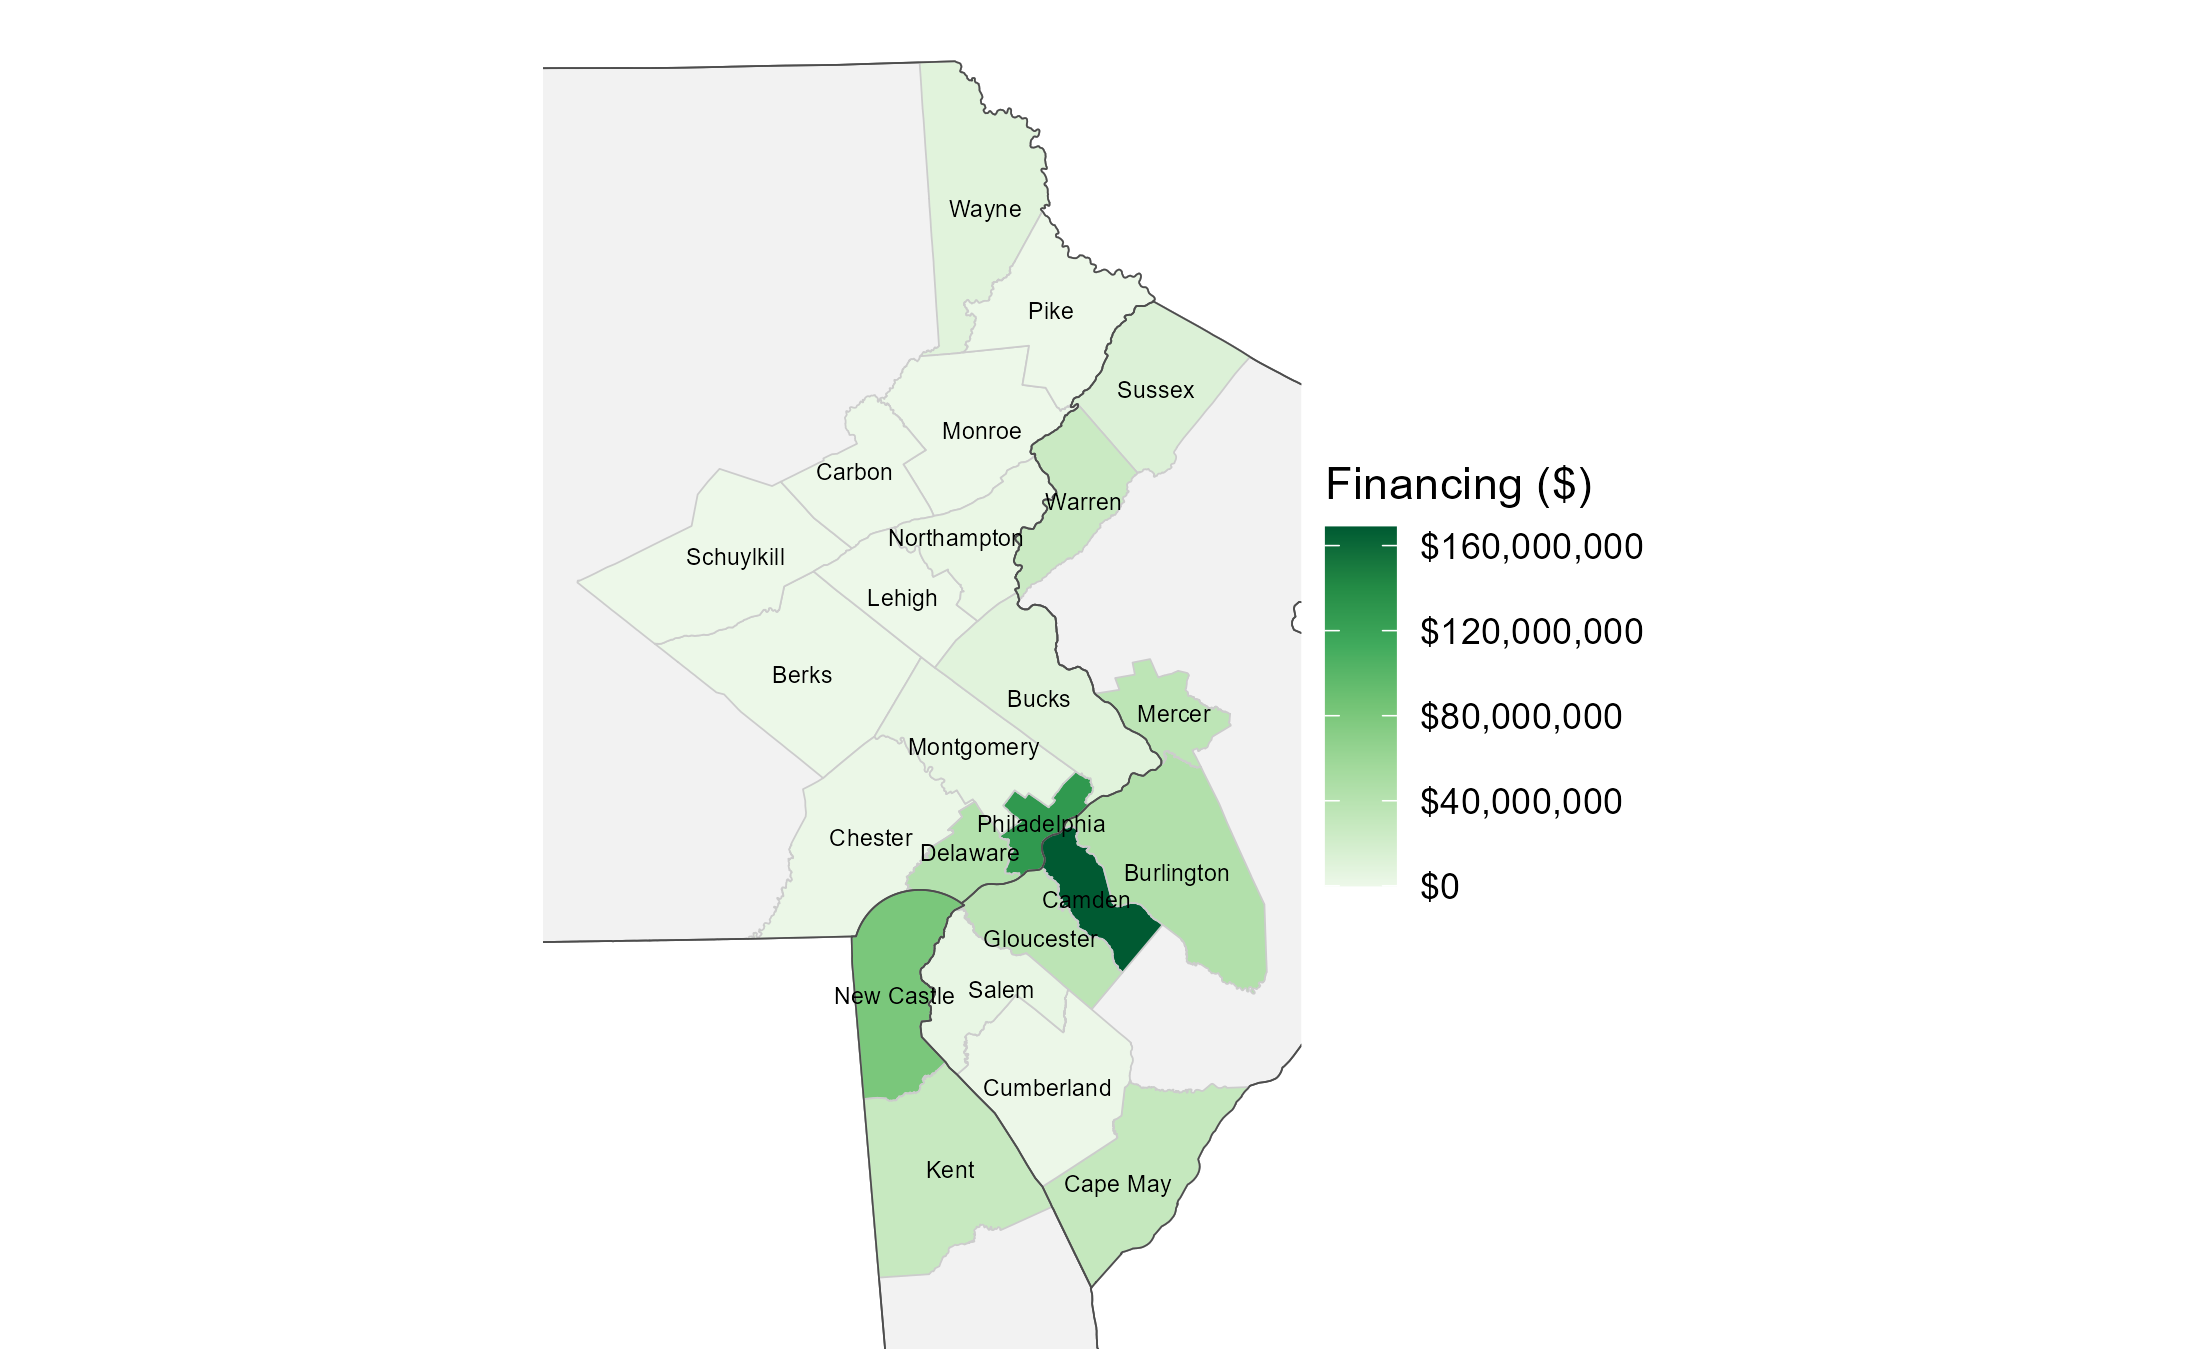 Wayne
Pike
Sussex
Monroe
Carbon
Warren
Northampton
Schuylkill
Lehigh
Berks
Bucks
Mercer
Montgomery
Philadelphia
Chester
Delaware
Burlington
Camden
Gloucester
New Castle
Salem
Cumberland
Kent
Cape May
Financing ($)
$160,000,000
$120,000,000
$80,000,000
$40,000,000
$0